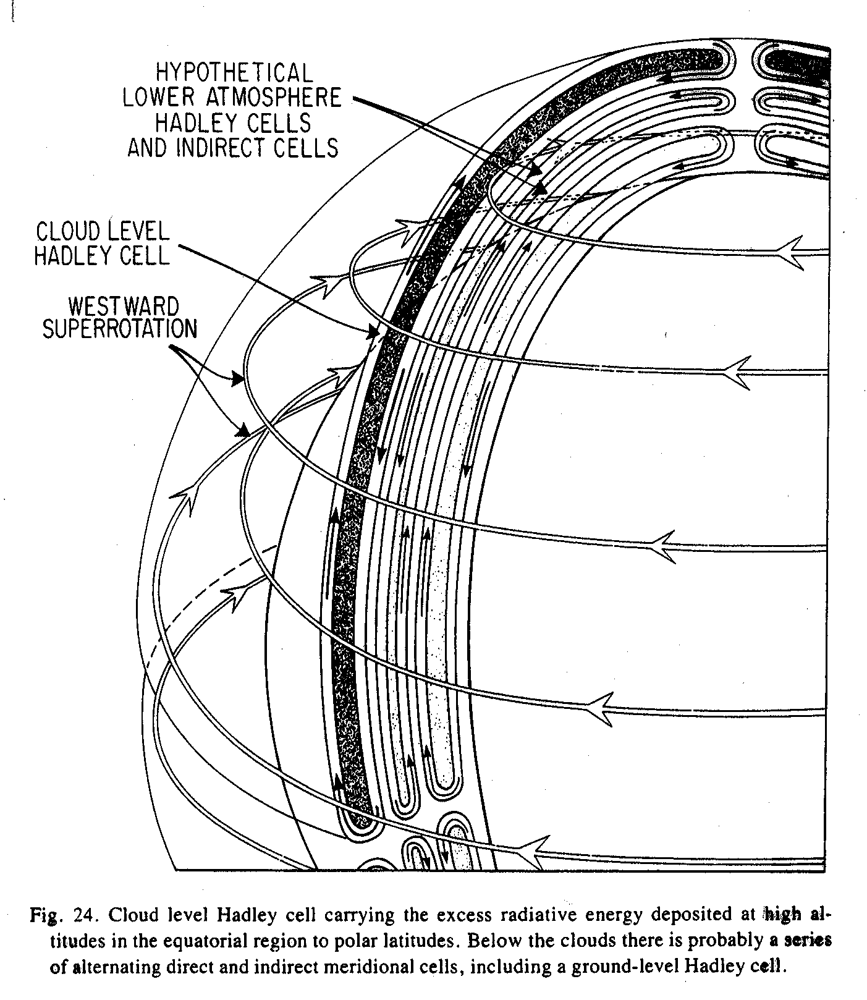 HYPOTHETICAL
LOWER ATMOSPHERE
HADLEY CELLS
AND INDIRECT CELLS
CLOUD LEVEL
HADLEY CELL
WESTWARD
SUPERROTATION
Fig. 24. Cloud level Hadley cell carrying the excess radiative energy deposited at high al-
titudes in the equatorial region to polar latitudes. Below the clouds there is probably a series
of alternating direct and indirect meridional cells, including a ground-level Hadley cell.